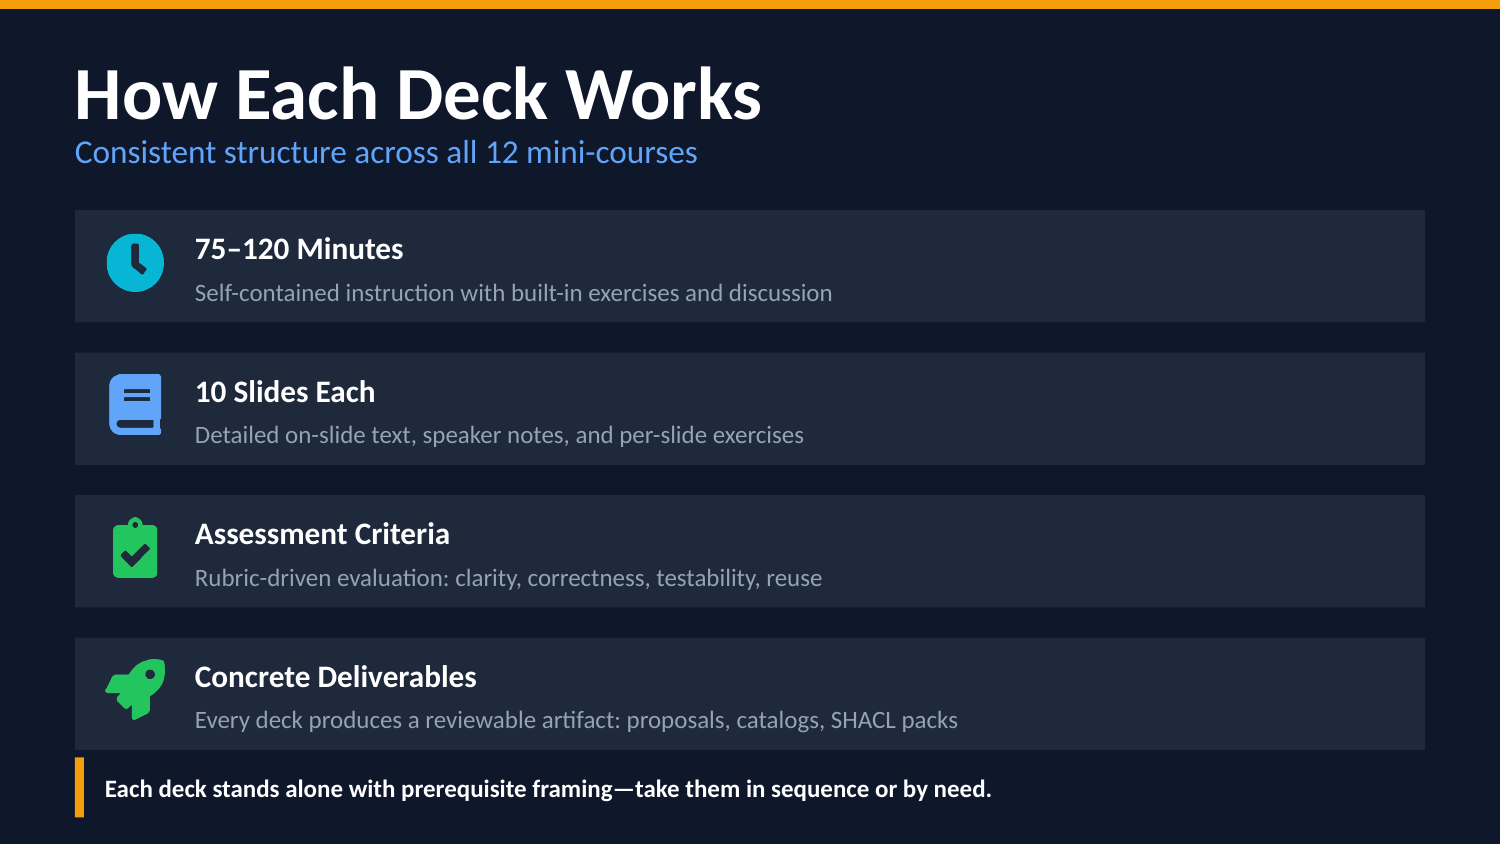 How Each Deck Works
Consistent structure across all 12 mini-courses
75–120 Minutes
Self-contained instruction with built-in exercises and discussion
10 Slides Each
Detailed on-slide text, speaker notes, and per-slide exercises
Assessment Criteria
Rubric-driven evaluation: clarity, correctness, testability, reuse
Concrete Deliverables
Every deck produces a reviewable artifact: proposals, catalogs, SHACL packs
Each deck stands alone with prerequisite framing—take them in sequence or by need.